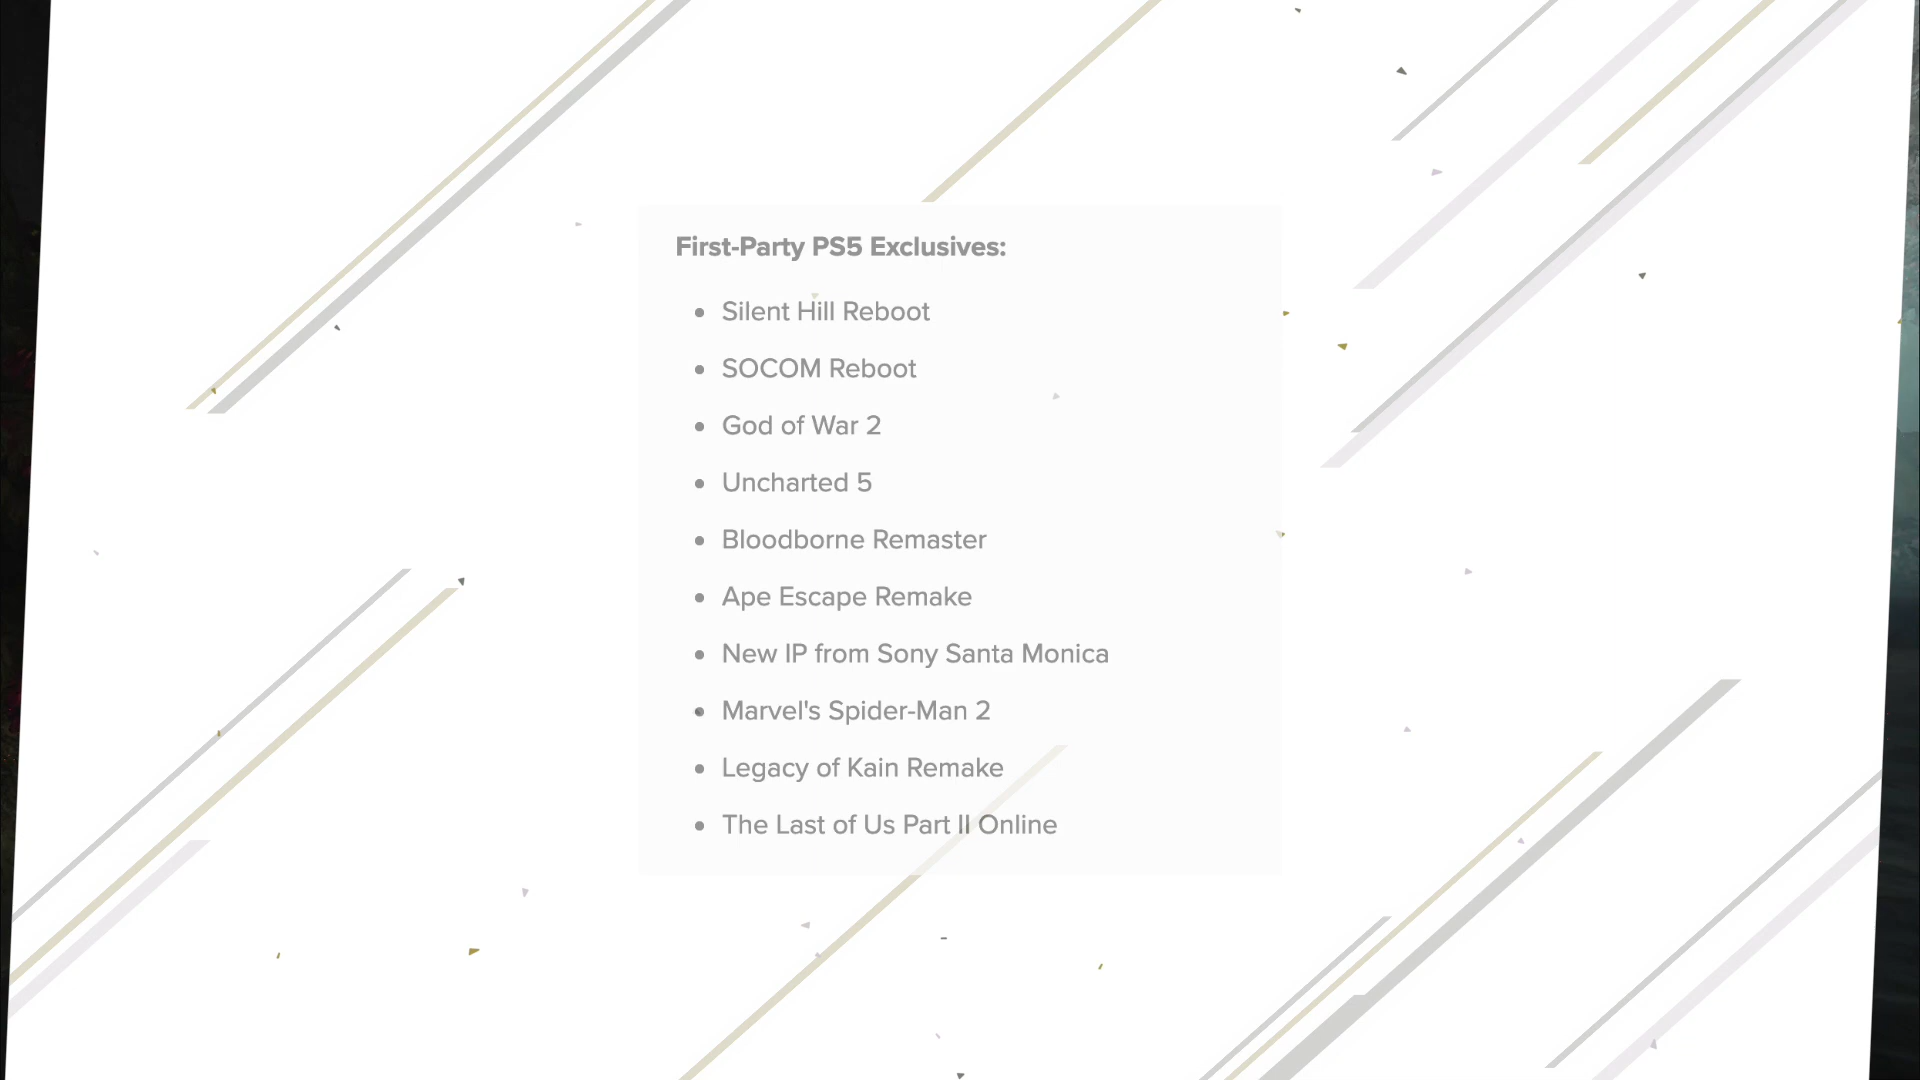 First-Party PS5 Exclusives:
Silent Hill Reboot
SOCOM Reboot
God of War 2
Uncharted 5
Bloodborne Remaster
Ape Escape Remake
New IP from Sony Santa Monica
Marvel's Spider-Man 2
Legacy of Kain Remake
The Last of Us Part II Online